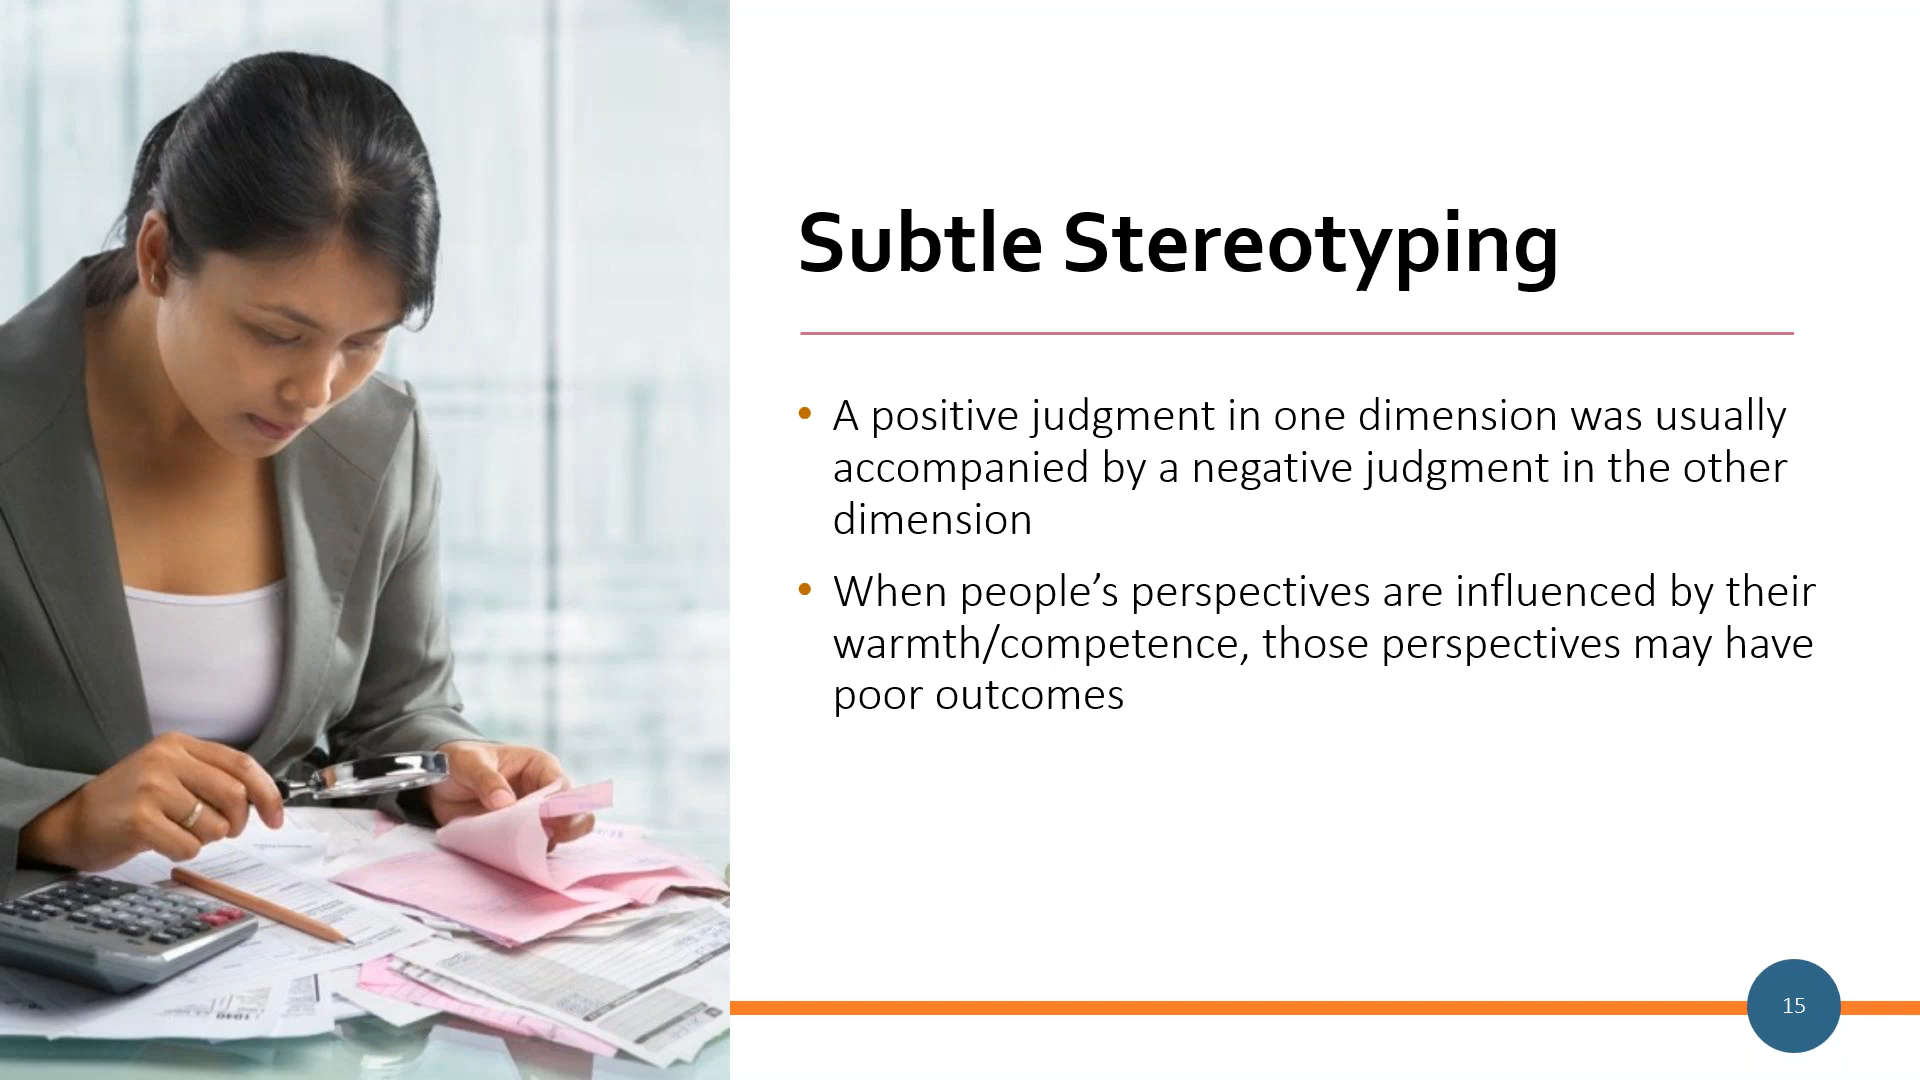 Subtle Stereotyping
• A positive judgment in one dimension was usually
accompanied by a negative judgment in the other
dimension
• When people’s perspectives are influenced by their
warmth/competence, those perspectives may have
poor outcomes
1040
15